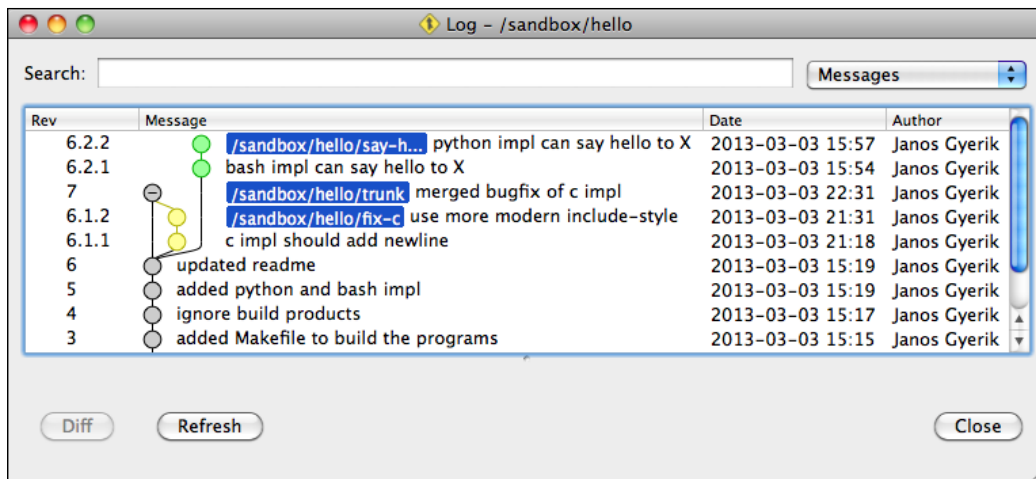 Log – /sandbox/hello
Search: Messages
Rev Message Date Author
6.2.2 /sandbox/hello/say-h... python impl can say hello to X 2013-03-03 15:57 Janos Gyerik
6.2.1 bash impl can say hello to X 2013-03-03 15:54 Janos Gyerik
7 /sandbox/hello/trunk merged bugfix of c impl 2013-03-03 22:31 Janos Gyerik
6.1.2 /sandbox/hello/fix-c use more modern include-style 2013-03-03 21:31 Janos Gyerik
6.1.1 c impl should add newline 2013-03-03 21:18 Janos Gyerik
6 updated readme 2013-03-03 15:19 Janos Gyerik
5 added python and bash impl 2013-03-03 15:19 Janos Gyerik
4 ignore build products 2013-03-03 15:17 Janos Gyerik
3 added Makefile to build the programs 2013-03-03 15:15 Janos Gyerik
Diff Refresh Close